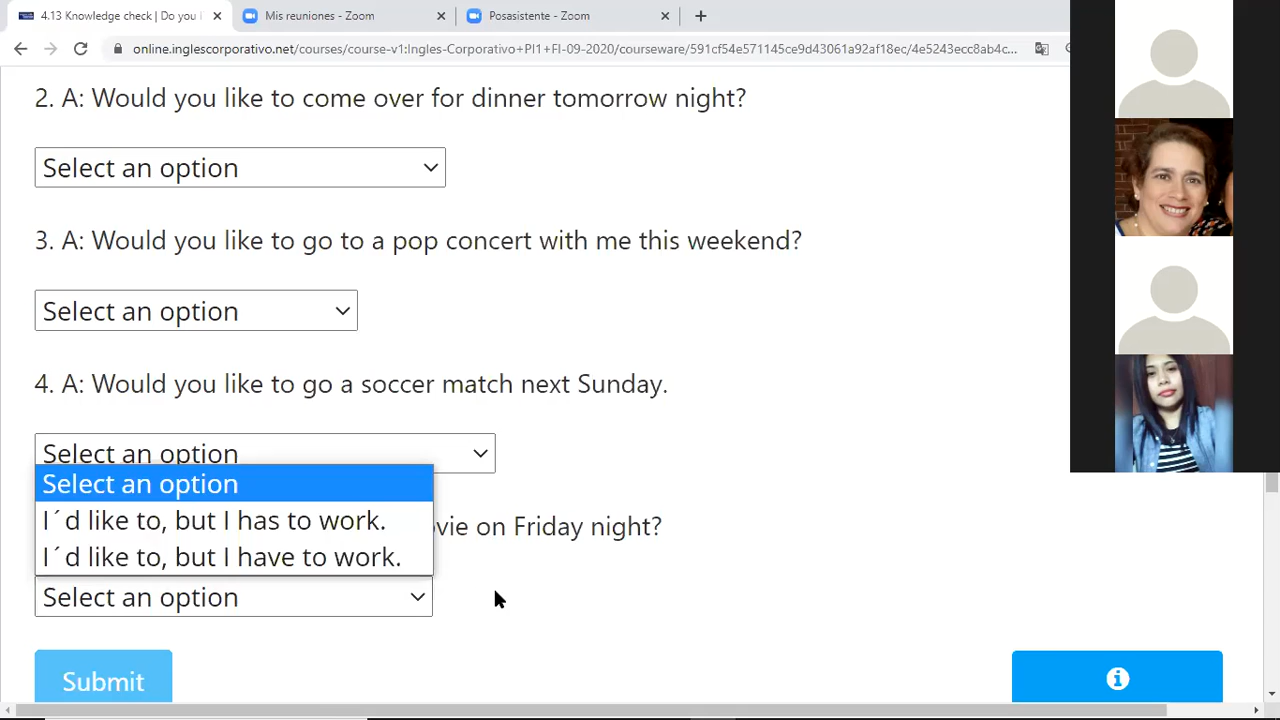 4.13 Knowledge check | Do you l
Mis reuniones - Zoom
Posasistente - Zoom
online.inglescorporativo.net/courses/course-v1:Ingles-Corporativo+PI1+FI-09-2020/courseware/591cf54e571145ce9d43061a92af18ec/4e5243ecc8ab4c...
2. A: Would you like to come over for dinner tomorrow night?
Select an option
3. A: Would you like to go to a pop concert with me this weekend?
Select an option
4. A: Would you like to go a soccer match next Sunday.
Select an option
Select an option
I´d like to, but I has to work.
ovie on Friday night?
I´d like to, but I have to work.
Select an option
Submit